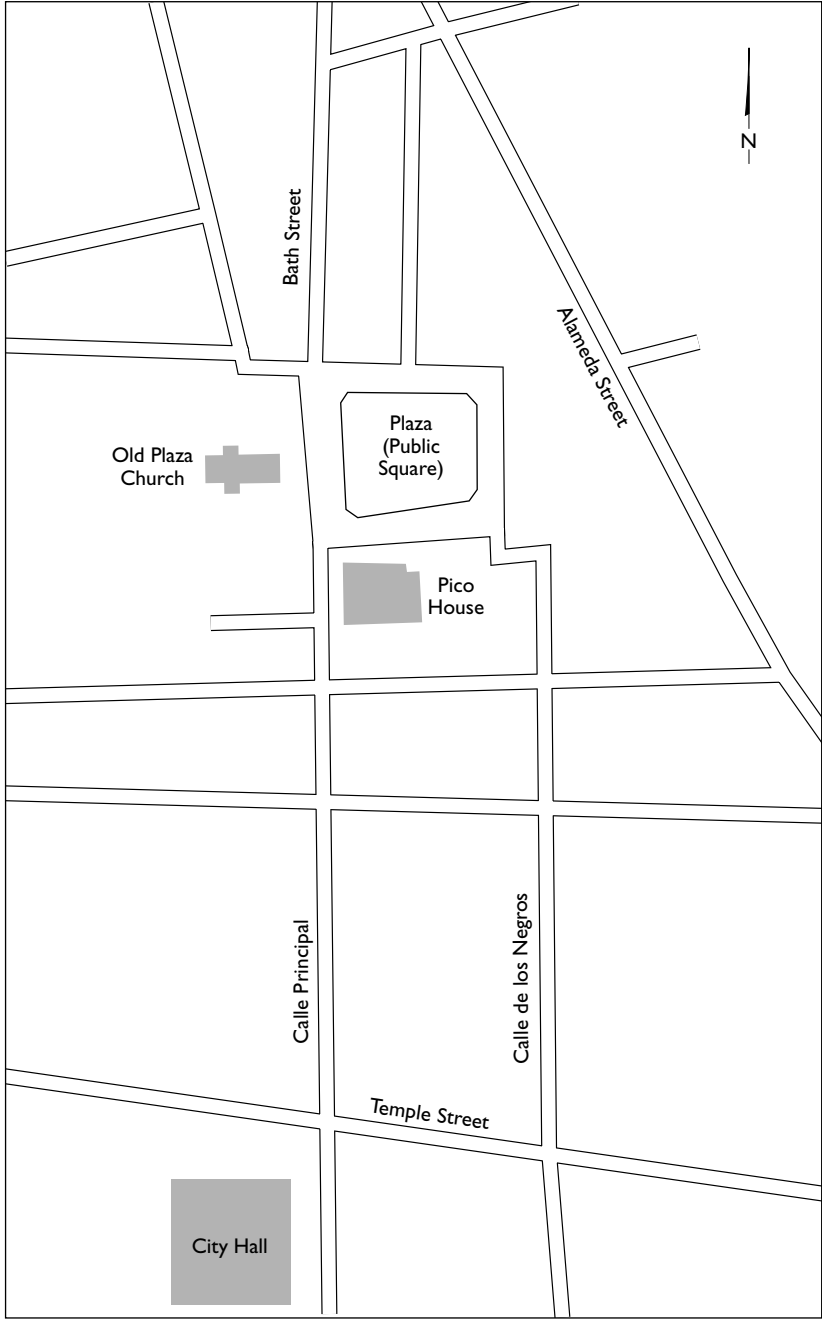 N
Bath Street
Alameda Street
Plaza
(Public
Square)
Old Plaza
Church
Pico
House
Calle Principal
Calle de los Negros
Temple Street
City Hall